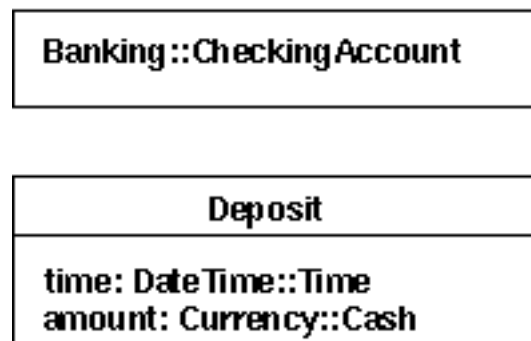 Banking::CheckingAccount
Deposit
time: DateTime::Time
amount: Currency::Cash